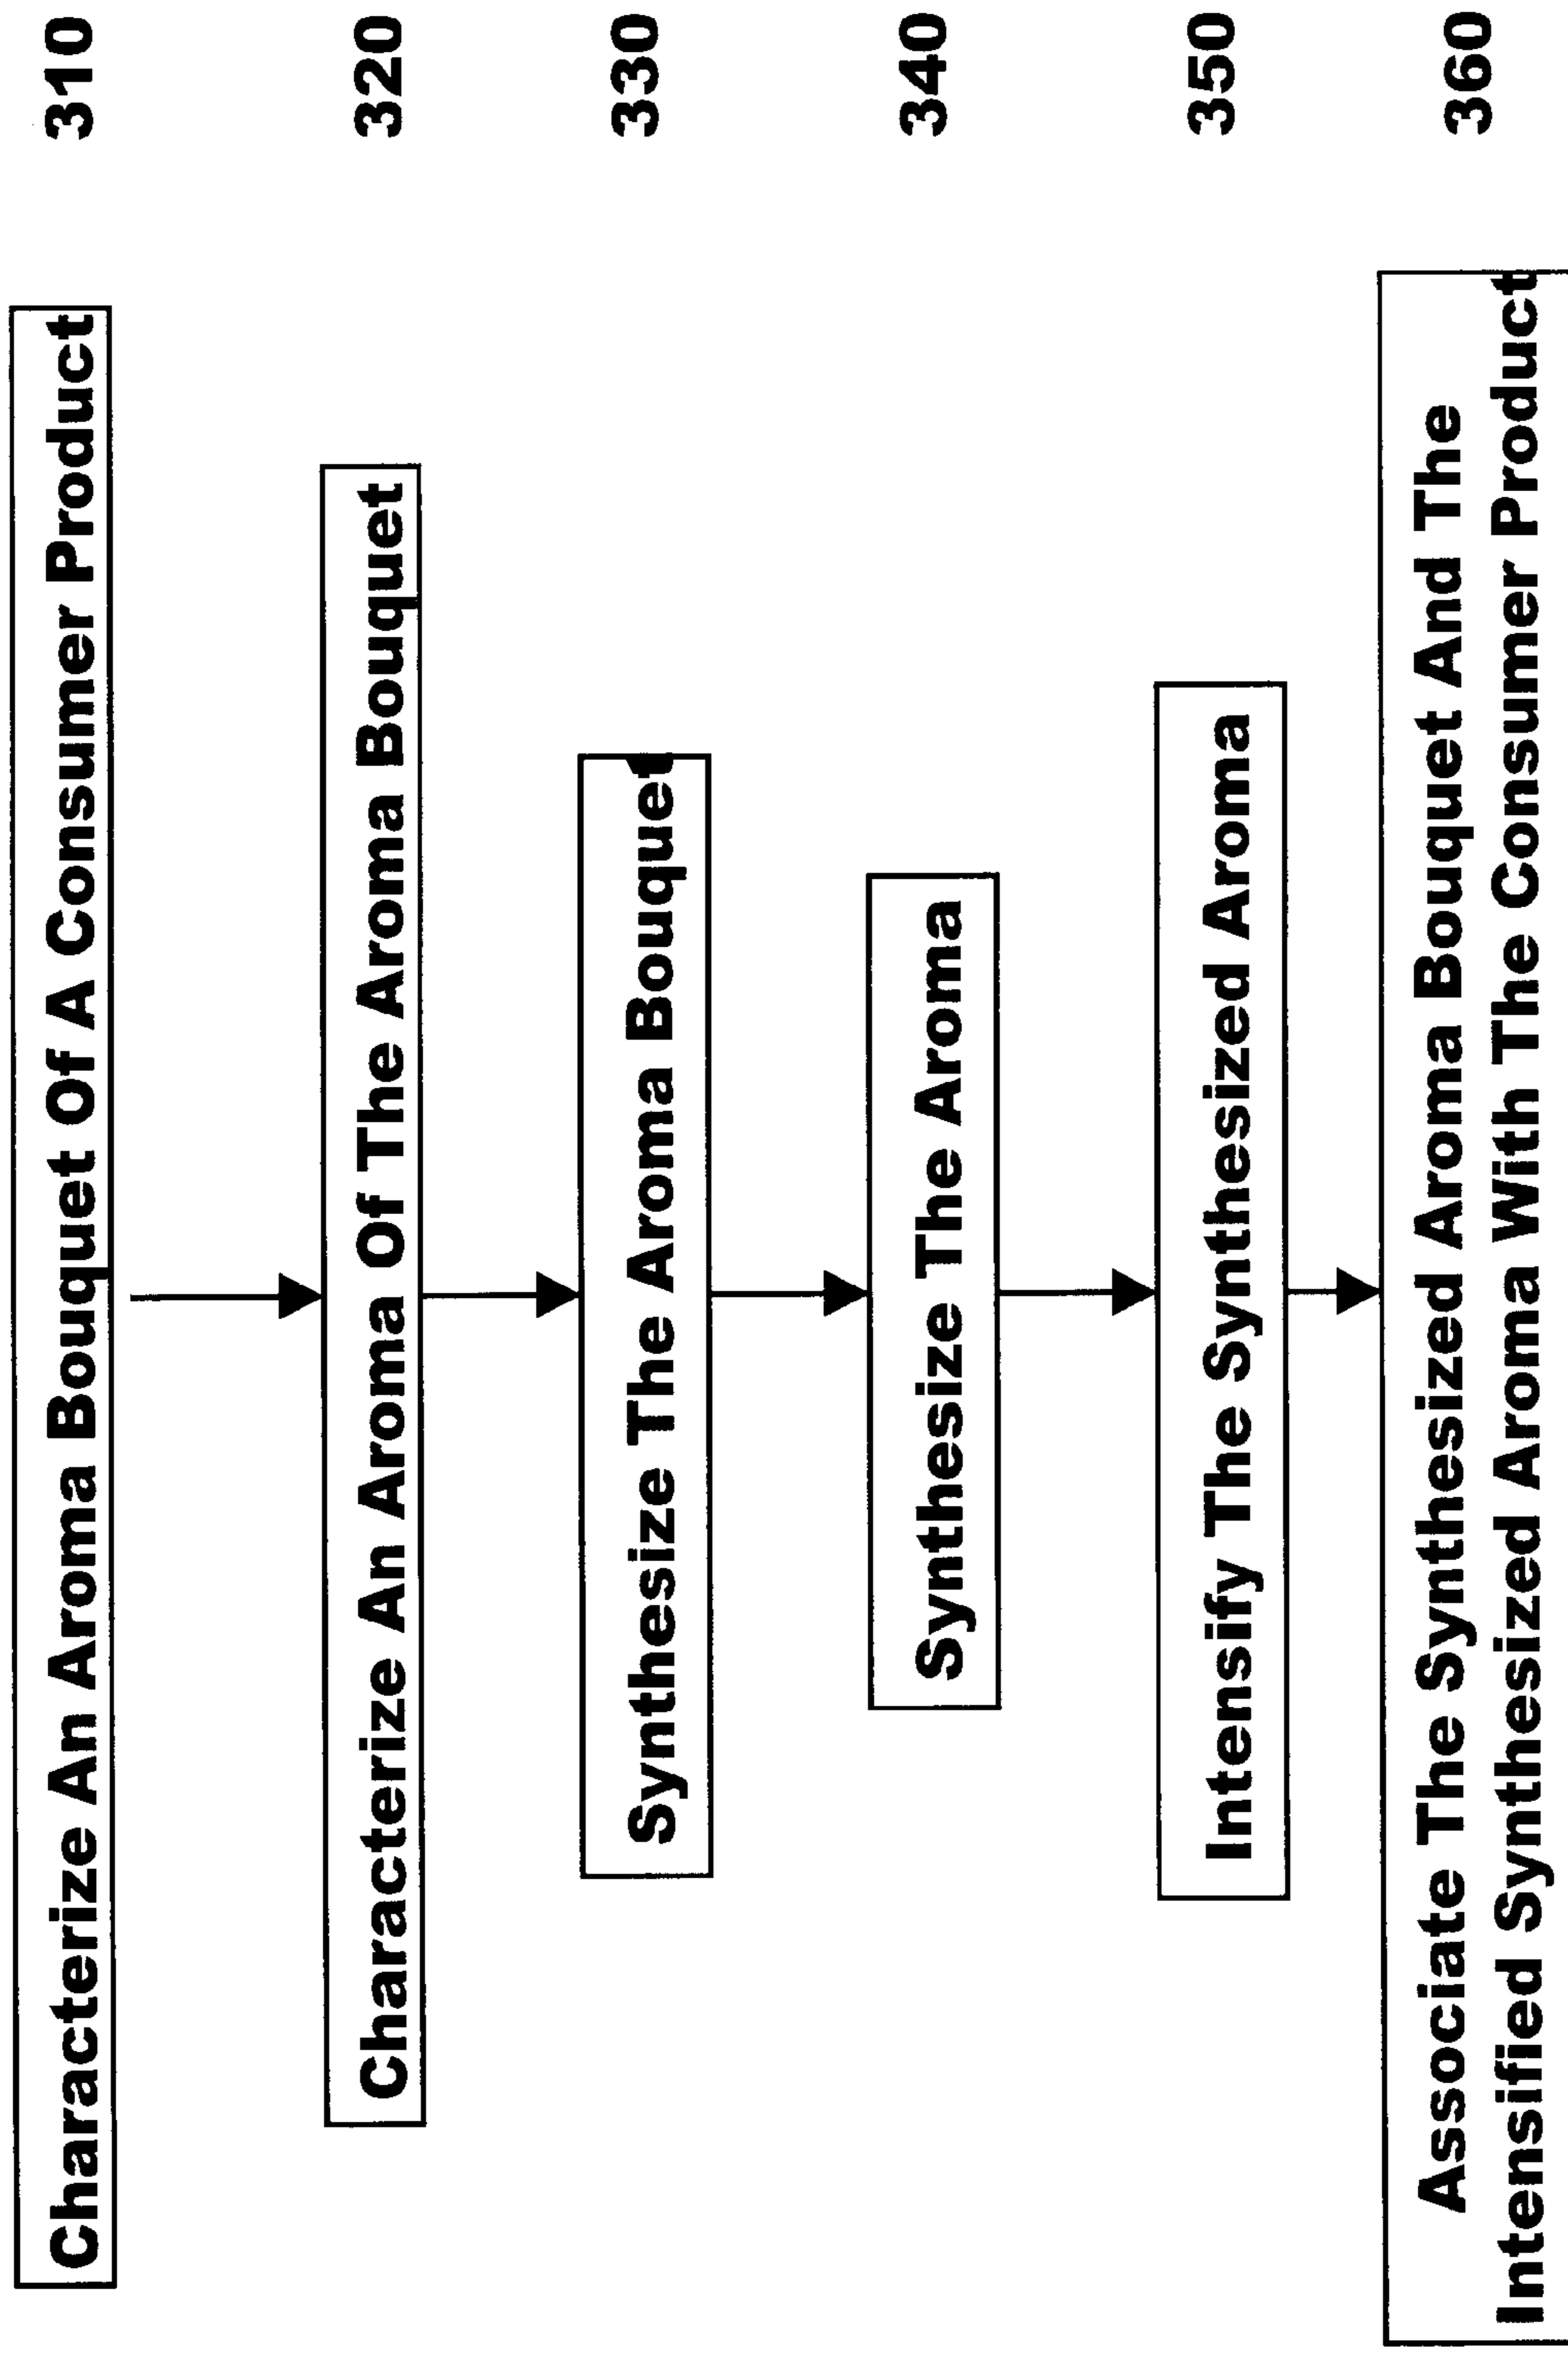 Characterize An Aroma Bouquet Of A Consumer Product 310
Characterize An Aroma Of The Aroma Bouquet 320
Synthesize The Aroma Bouquet 330
Synthesize The Aroma 340
Intensify The Synthesized Aroma 350
Associate The Synthesized Aroma Bouquet And The 360
Intensified Synthesized Aroma With The Consumer Product